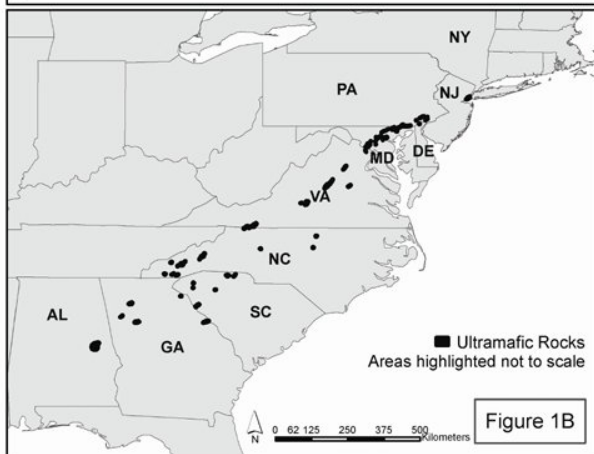 NY
PA
NJ
MD
DE
VA
NC
AL
GA
SC
Ultramafic Rocks
Areas highlighted not to scale
N
0 62 125 250 375 500
Kilometers
Figure 1B